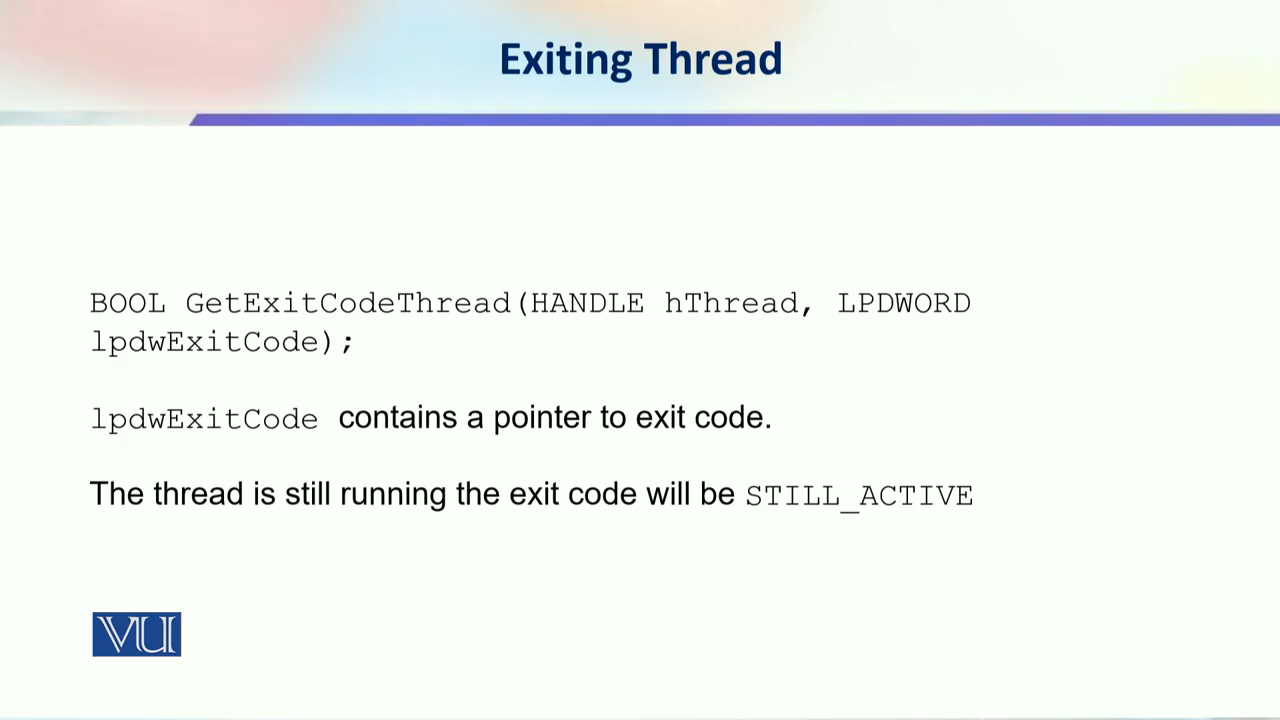 Exiting Thread
BOOL GetExitCodeThread(HANDLE hThread, LPDWORD
lpdwExitCode);
lpdwExitCode contains a pointer to exit code.
The thread is still running the exit code will be STILL_ACTIVE
VU